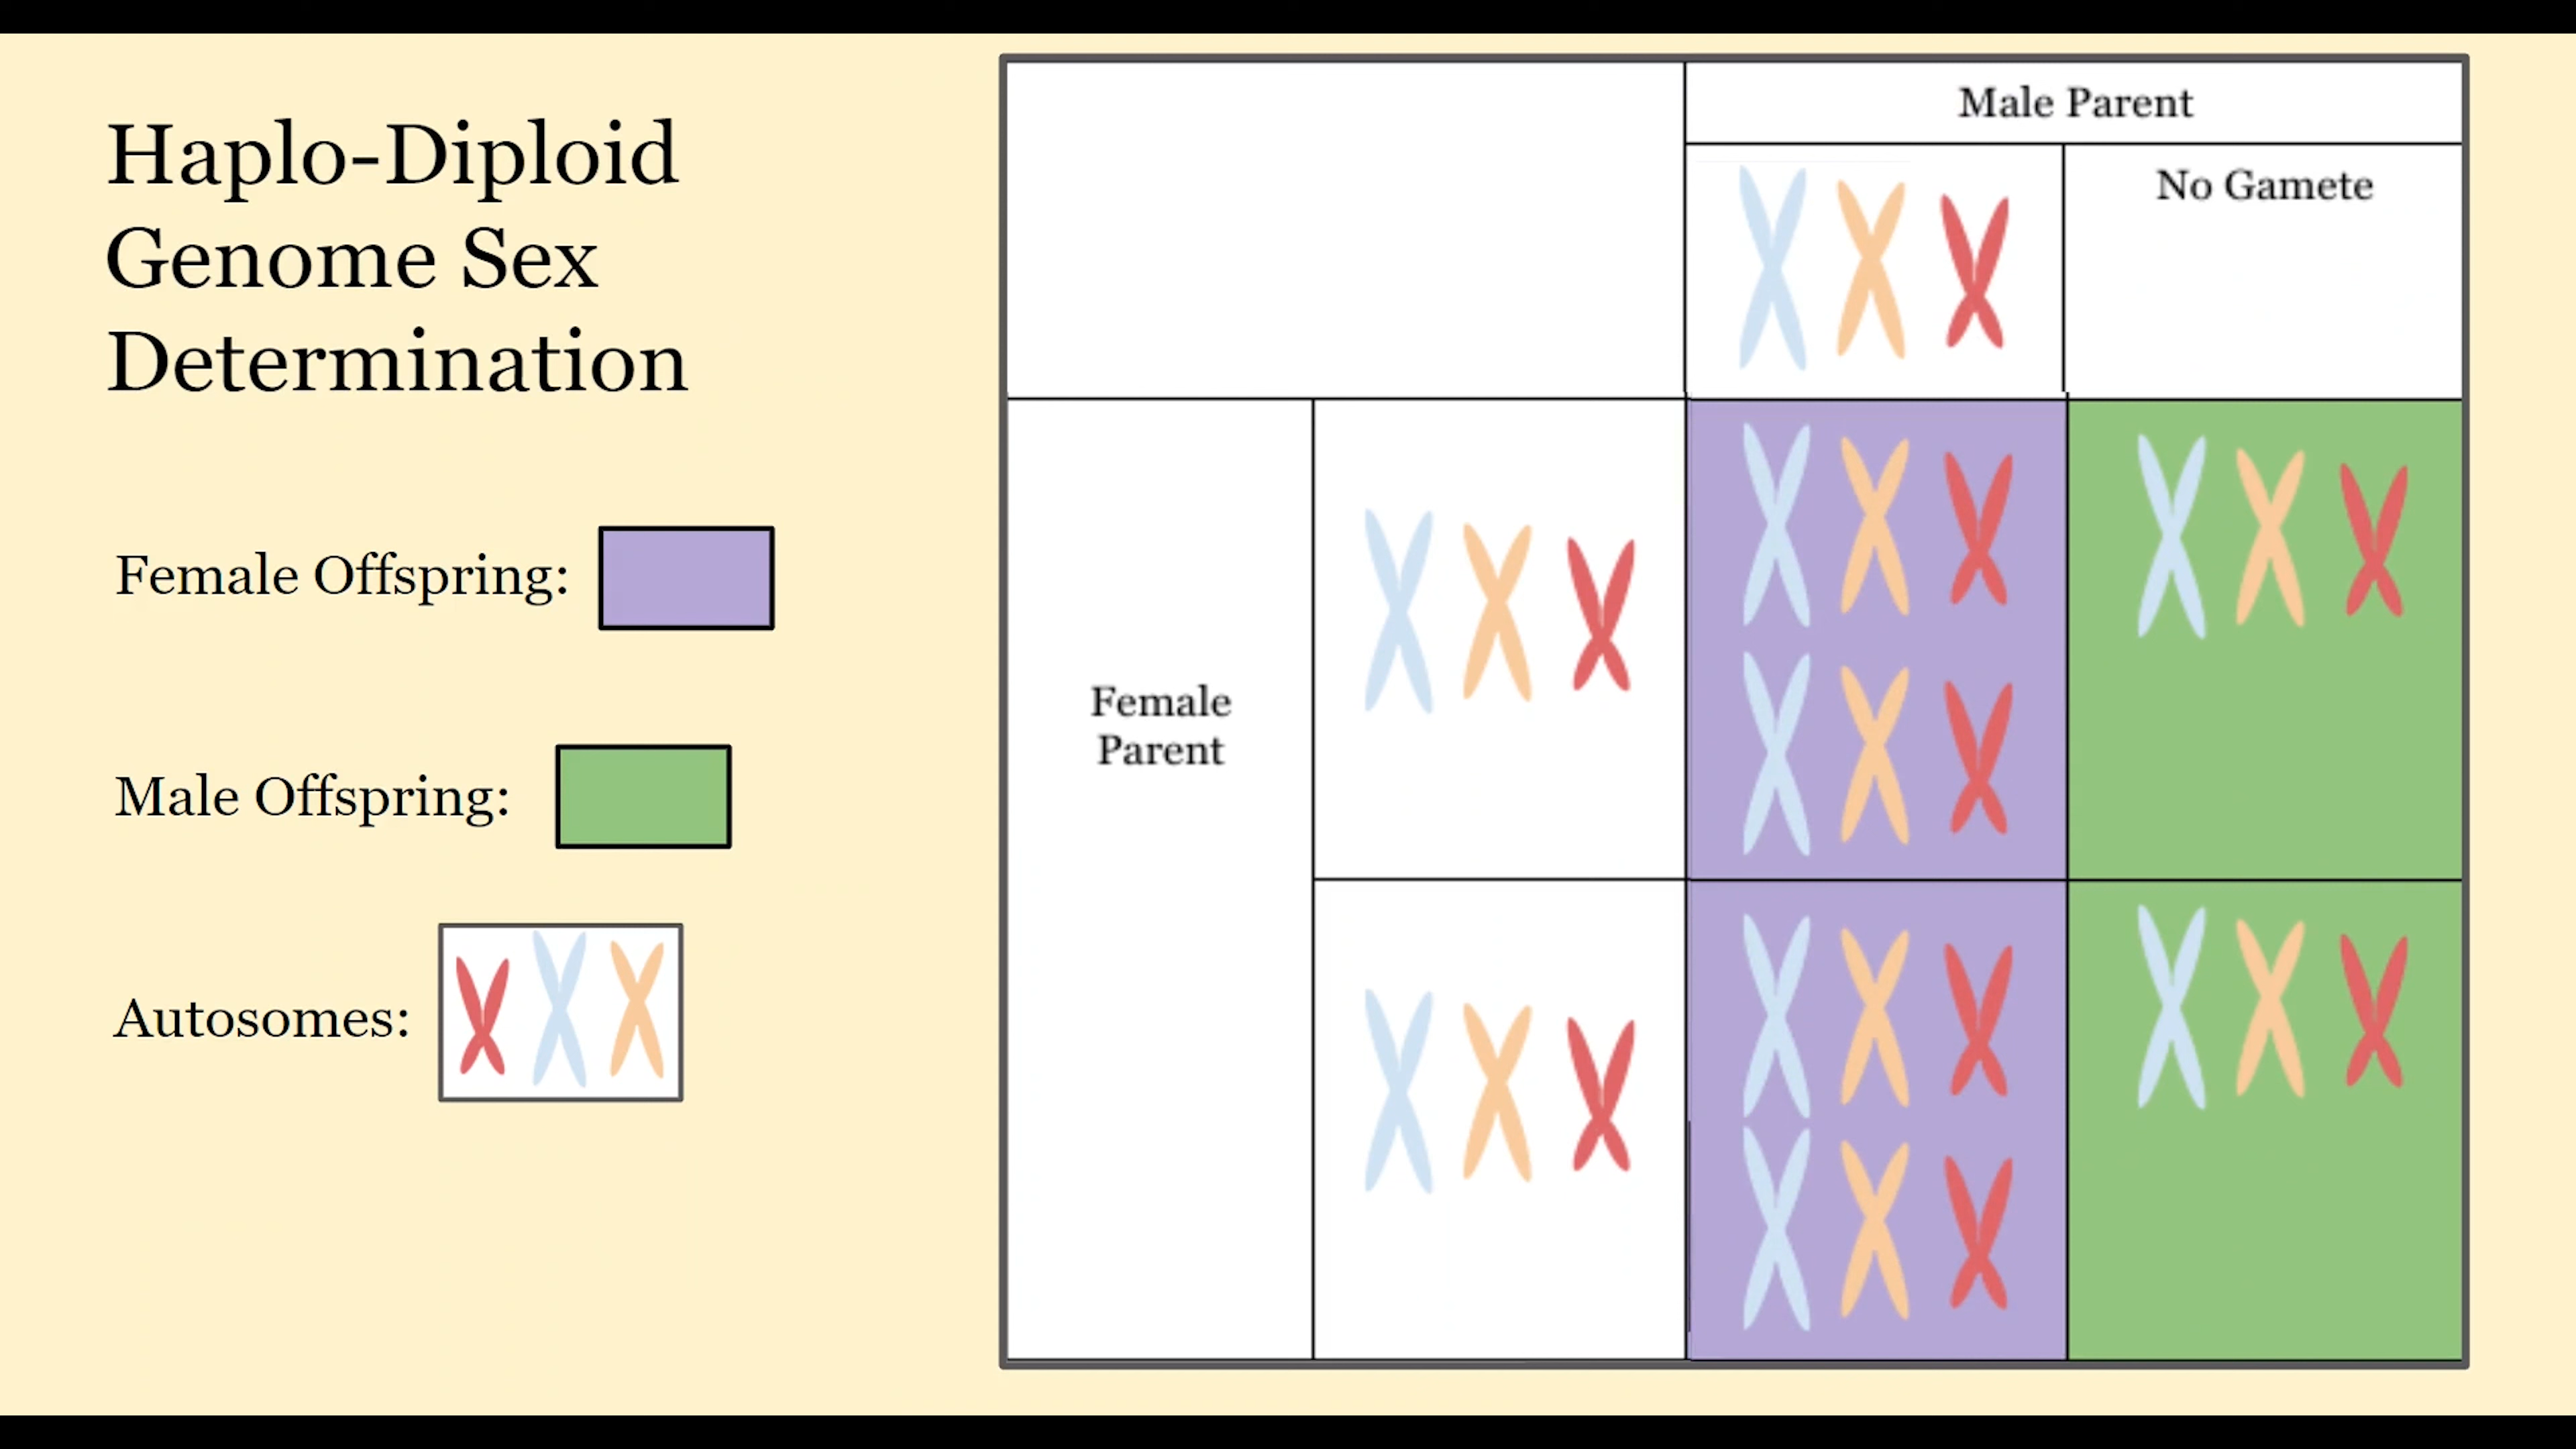 Haplo-Diploid
Genome Sex
Determination
Female Offspring:
Male Offspring:
Autosomes:
Male Parent
No Gamete
Female
Parent